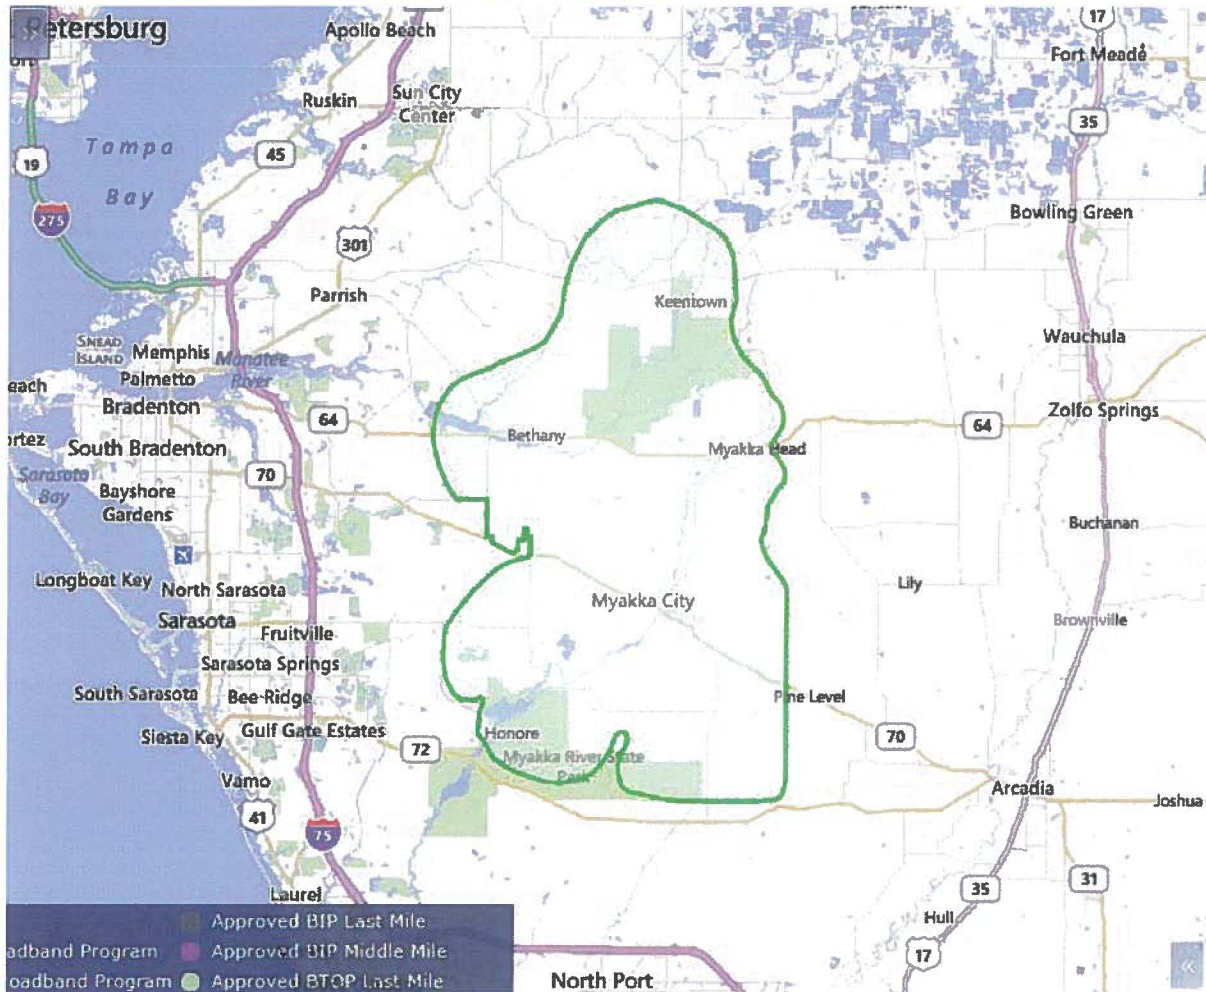 etersburg
Apollo Beach
17
Fort Meade
Ruskin
Sun City
Center
35
Tampa
Bay
45
19
275
301
Bowling Green
Parrish
Keentown
SNEAD
ISLAND
Memphis
Manatee
River
Wauchula
each
Palmetto
Bradenton
64
Bethany
Myakka Head
64
Zolfo Springs
ortez
South Bradenton
Sarasota
Bay
70
Bayshore
Gardens
Buchanan
Longboat Key
North Sarasota
Lily
Myakka City
Sarasota
Fruitville
Brownville
Sarasota Springs
South Sarasota
Bee Ridge
Pine Level
Siesta Key
Gulf Gate Estates
72
Honore
70
Myakka River State
Park
Vamo
Arcadia
Joshua
41
75
31
35
Laurel
Hull
17
Approved BIP Last Mile
adband Program
Approved BIP Middle Mile
oadband Program
Approved BTOP Last Mile
North Port